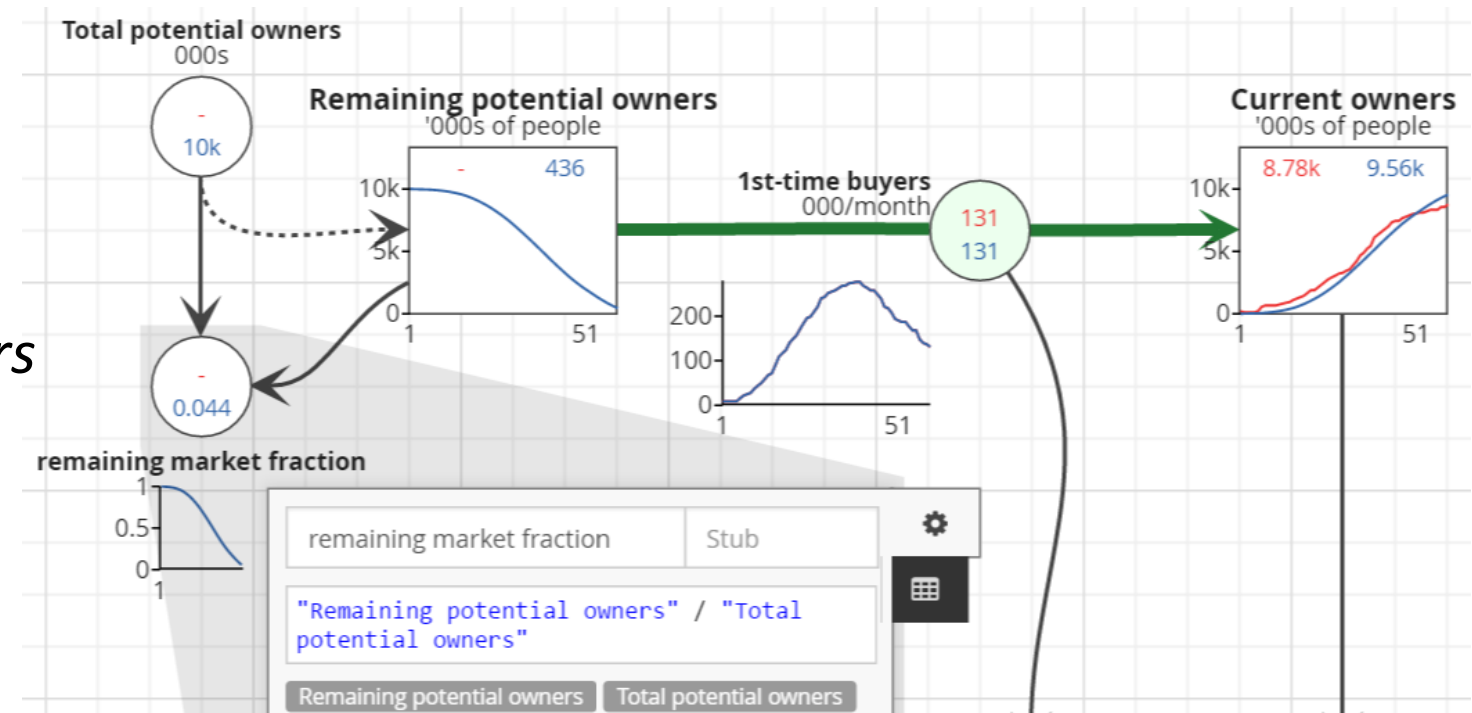 Total potential owners
000s
-
10k
Remaining potential owners
'000s of people
- 436
10k
5k
0
1 51
1st-time buyers
000/month
131
131
200
100
0
1 51
Current owners
'000s of people
8.78k 9.56k
10k
5k
0
1 51
rs
-
0.044
remaining market fraction
1
0.5
0
1
remaining market fraction Stub
"Remaining potential owners" / "Total
potential owners"
Remaining potential owners Total potential owners